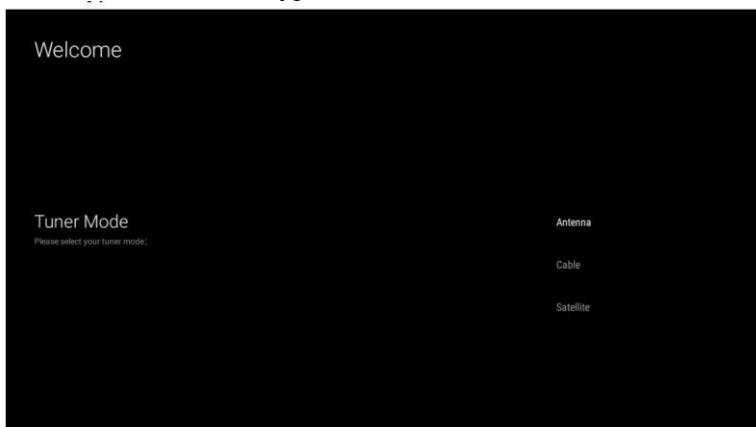 Welcome
Tuner Mode
Please select your tuner mode:
Antenna
Cable
Satellite